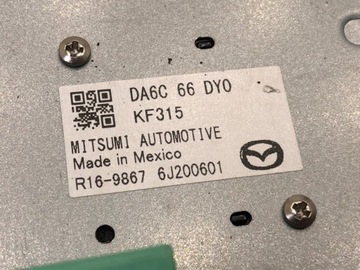 DA6C 66 DY0
KF315
MITSUMI AUTOMOTIVE
Made in Mexico
R16-9867 6J200601